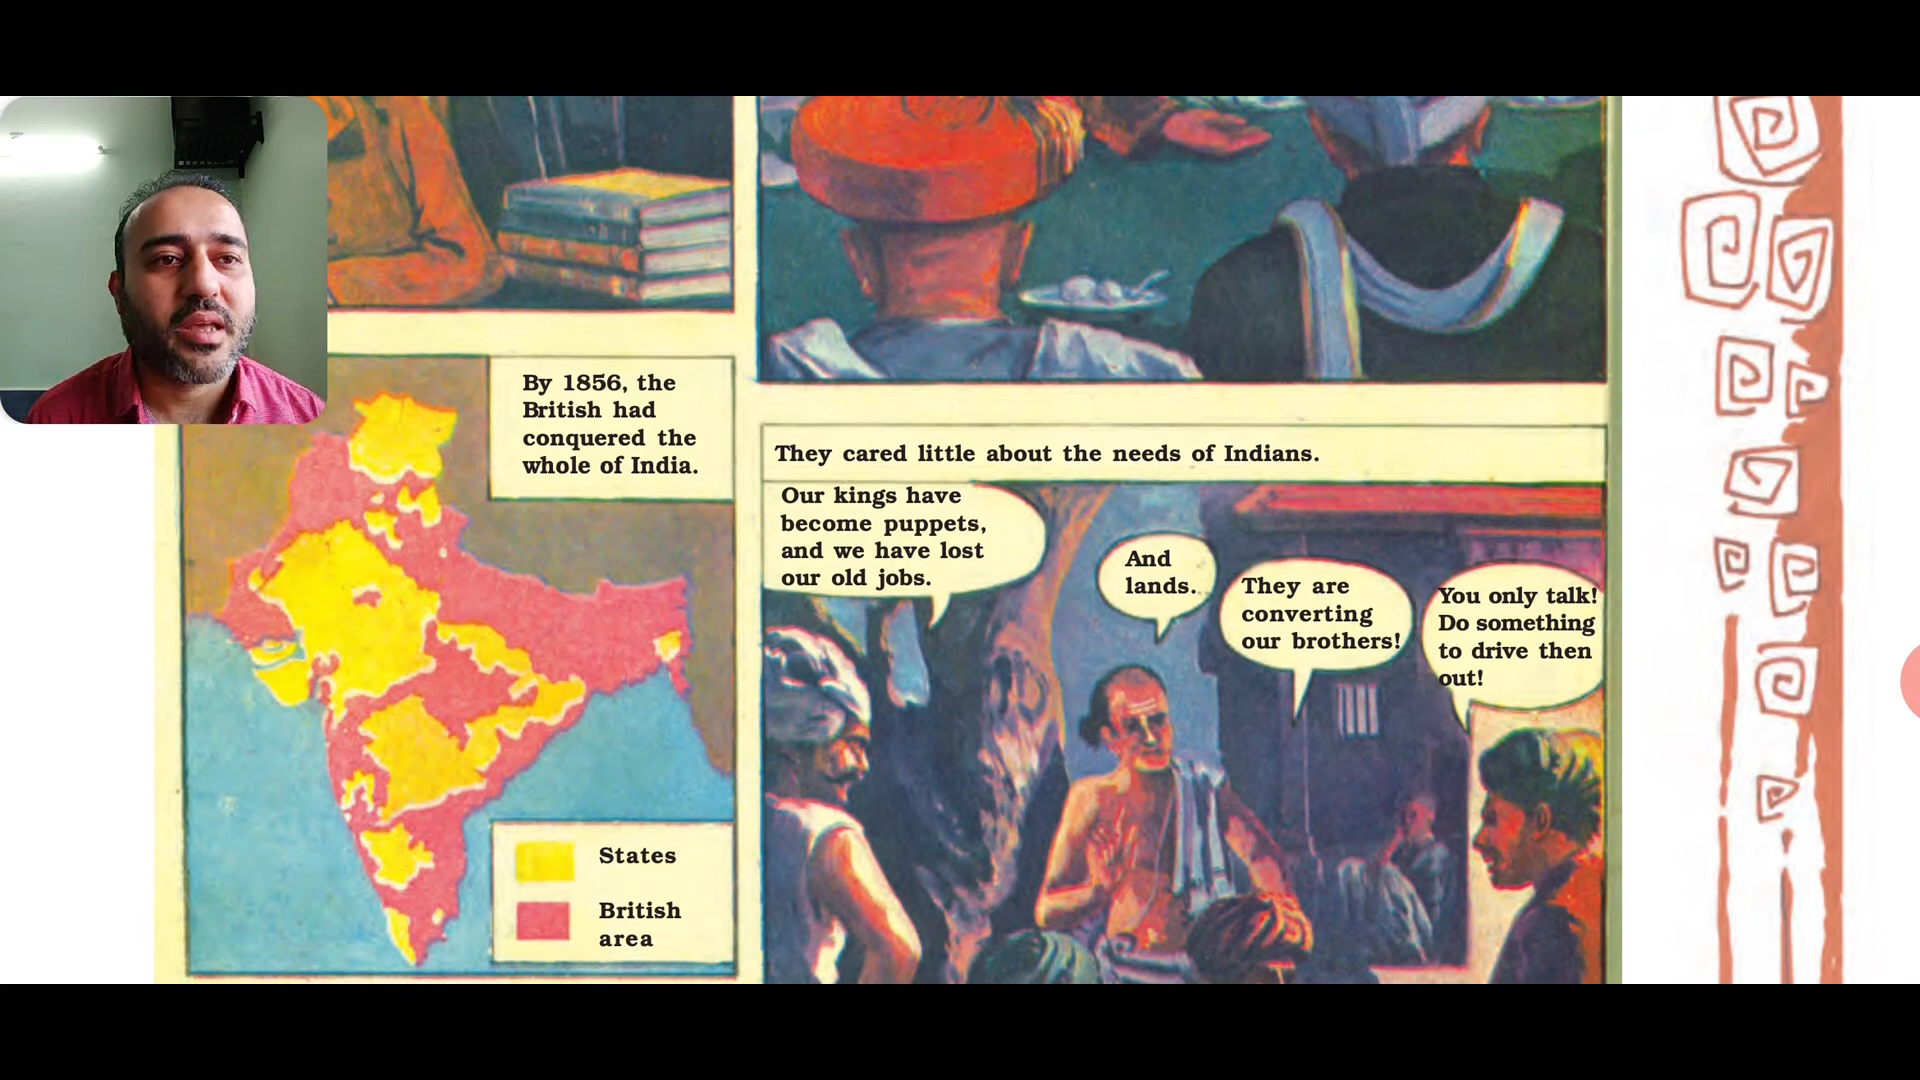 By 1856, the
British had
conquered the
whole of India.
States
British
area
They cared little about the needs of Indians.
Our kings have
become puppets,
and we have lost
our old jobs.
And
lands.
They are
converting
our brothers!
You only talk!
Do something
to drive then
out!